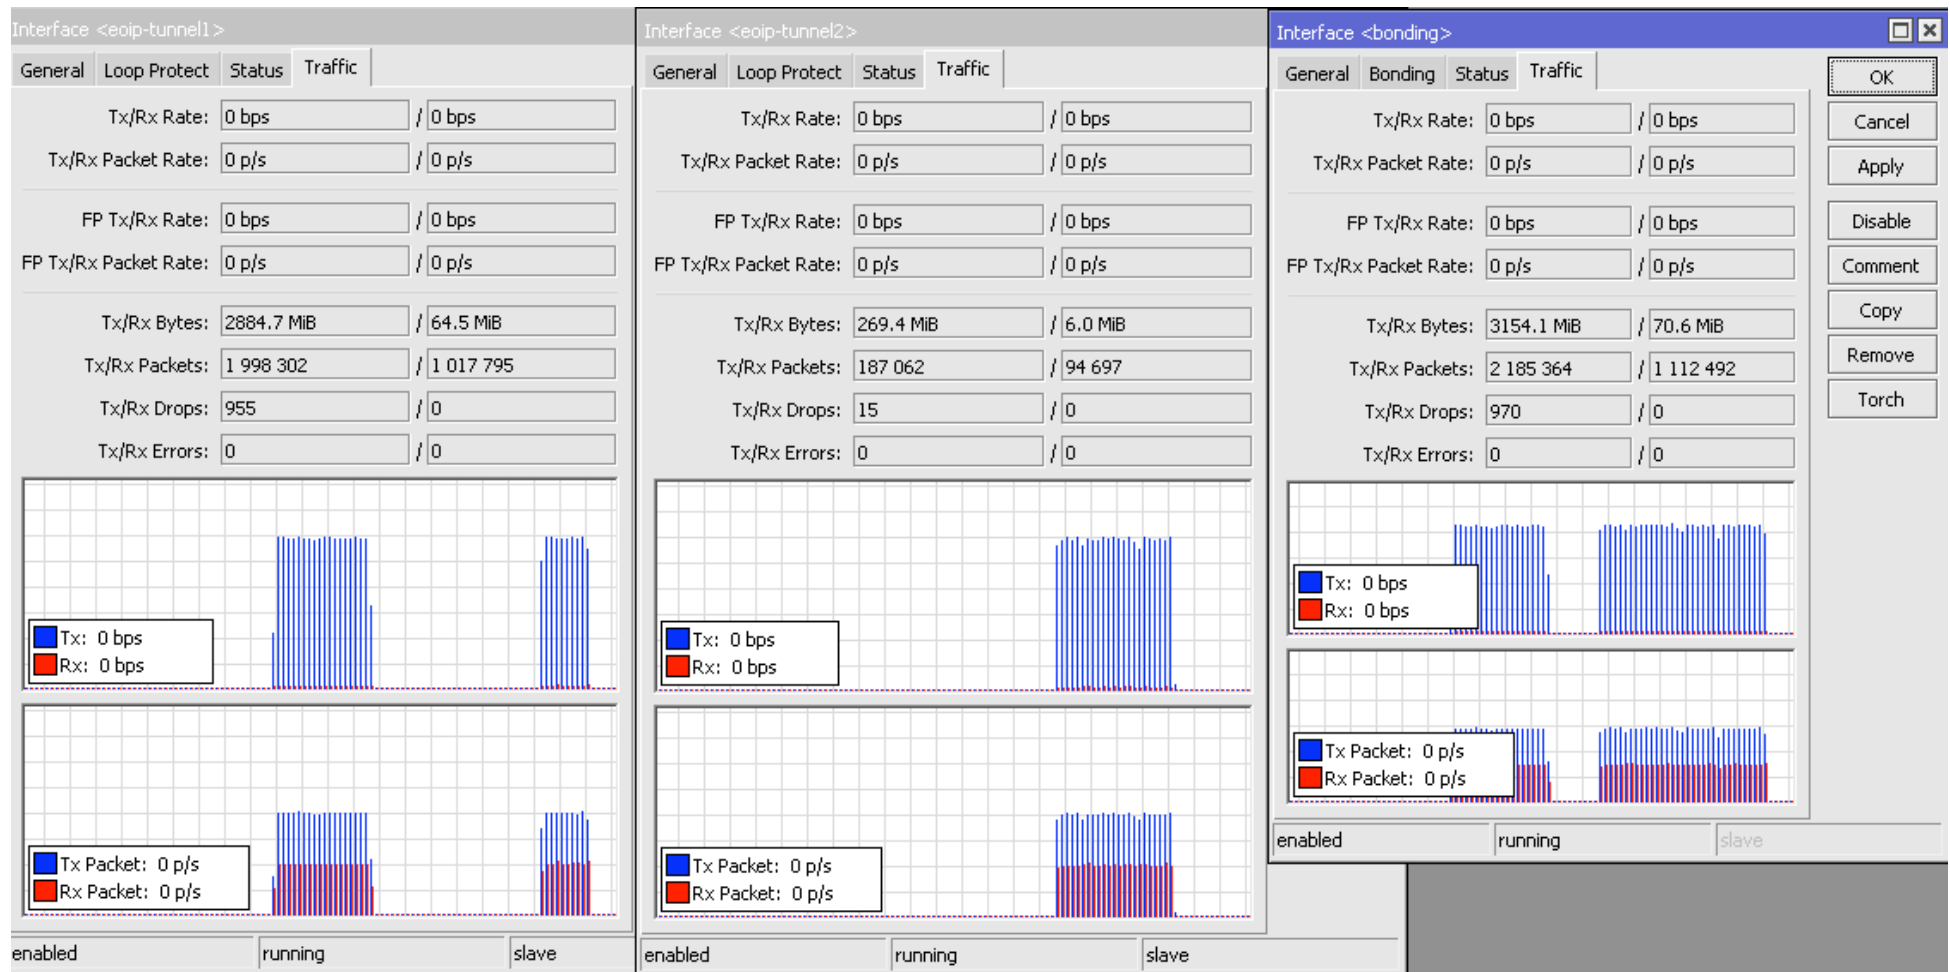 Interface <eoip-tunnel1>
General Loop Protect Status Traffic
Tx/Rx Rate: 0 bps / 0 bps
Tx/Rx Packet Rate: 0 p/s / 0 p/s
FP Tx/Rx Rate: 0 bps / 0 bps
FP Tx/Rx Packet Rate: 0 p/s / 0 p/s
Tx/Rx Bytes: 2884.7 MiB / 64.5 MiB
Tx/Rx Packets: 1 998 302 / 1 017 795
Tx/Rx Drops: 955 / 0
Tx/Rx Errors: 0 / 0
Tx: 0 bps
Rx: 0 bps
Tx Packet: 0 p/s
Rx Packet: 0 p/s
enabled running slave
Interface <eoip-tunnel2>
General Loop Protect Status Traffic
Tx/Rx Rate: 0 bps / 0 bps
Tx/Rx Packet Rate: 0 p/s / 0 p/s
FP Tx/Rx Rate: 0 bps / 0 bps
FP Tx/Rx Packet Rate: 0 p/s / 0 p/s
Tx/Rx Bytes: 269.4 MiB / 6.0 MiB
Tx/Rx Packets: 187 062 / 94 697
Tx/Rx Drops: 15 / 0
Tx/Rx Errors: 0 / 0
Tx: 0 bps
Rx: 0 bps
Tx Packet: 0 p/s
Rx Packet: 0 p/s
enabled running slave
Interface <bonding>
General Bonding Status Traffic
Tx/Rx Rate: 0 bps / 0 bps
Tx/Rx Packet Rate: 0 p/s / 0 p/s
FP Tx/Rx Rate: 0 bps / 0 bps
FP Tx/Rx Packet Rate: 0 p/s / 0 p/s
Tx/Rx Bytes: 3154.1 MiB / 70.6 MiB
Tx/Rx Packets: 2 185 364 / 1 112 492
Tx/Rx Drops: 970 / 0
Tx/Rx Errors: 0 / 0
Tx: 0 bps
Rx: 0 bps
Tx Packet: 0 p/s
Rx Packet: 0 p/s
enabled running slave
OK
Cancel
Apply
Disable
Comment
Copy
Remove
Torch